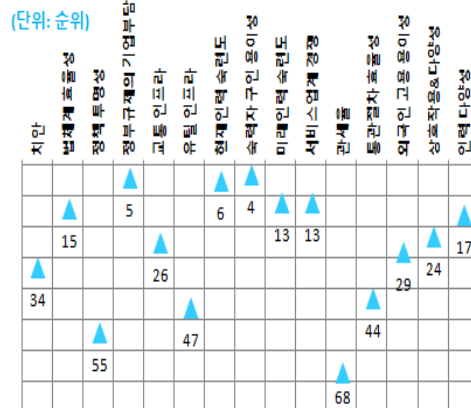 (단위: 순위)
치안
법체계 효율성
정책 투명성
정부규제의 기업부담
교통 인프라
유틸 인프라
현재인력 숙련도
숙력자 구인 용이성
미래인력 숙련도
서비스업계 경쟁
관세율
통관절차 효율성
외국인 고용 용이성
상호작용&다양성
인력 다양성
5
6
4
15
13
13
17
26
24
34
29
47
44
55
68